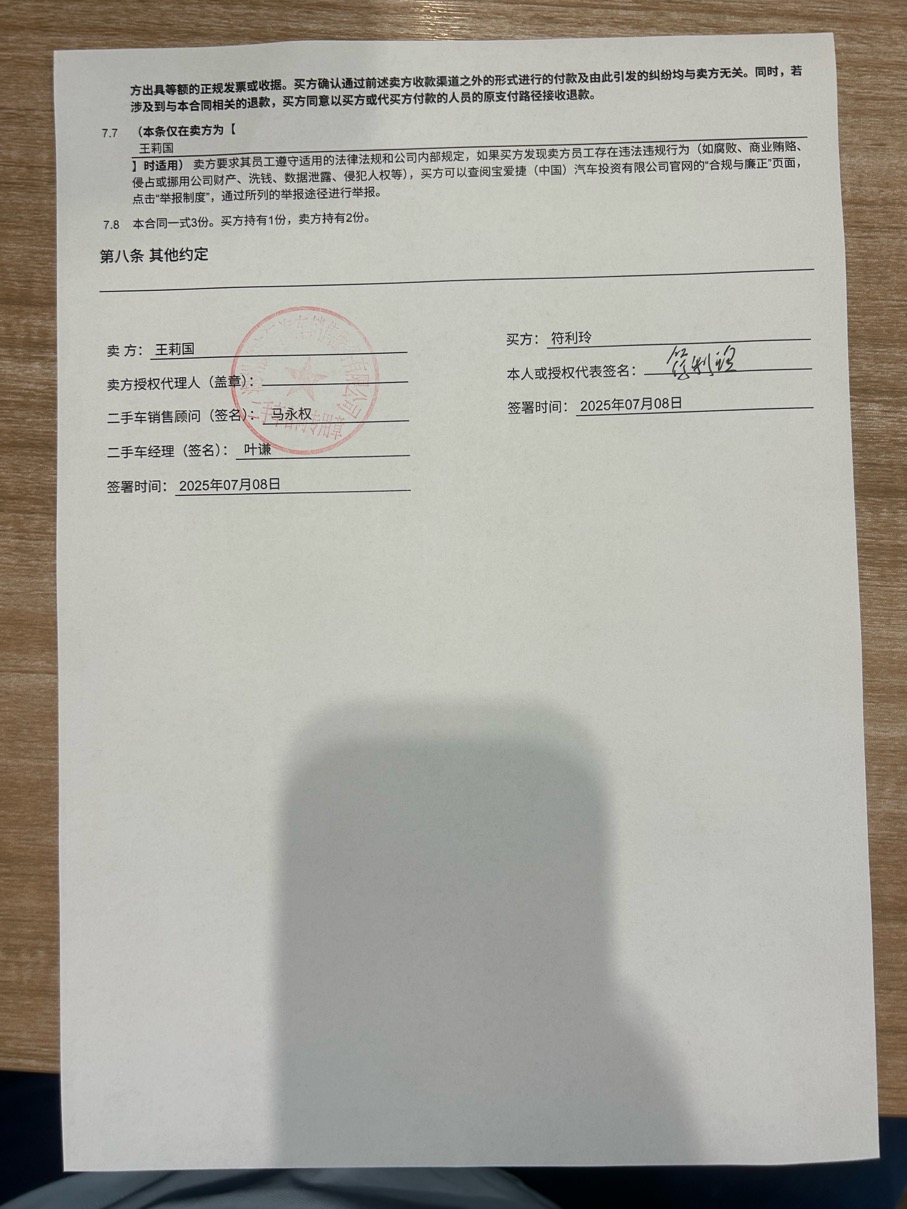 方出具等额的正规发票或收据。买方确认通过前述卖方收款渠道之外的形式进行的付款及由此引发的纠纷均与卖方无关。同时，若
涉及到与本合同相关的退款，买方同意以买方或代买方付款的人员的原支付路径接收退款。
7.7 （本条仅在卖方为【
王莉国
】时适用）卖方要求其员工遵守适用的法律法规和公司内部规定，如果买方发现卖方员工存在违法违规行为（如腐败、商业贿赂、
侵占或挪用公司财产、洗钱、数据泄露、侵犯人权等），买方可以查阅宝爱捷（中国）汽车投资有限公司官网的“合规与廉正”页面，
点击“举报制度”，通过所列的举报途径进行举报。
7.8 本合同一式3份。买方持有1份，卖方持有2份。
第八条 其他约定
卖 方： 王莉国
卖方授权代理人（盖章）：
二手车销售顾问（签名）： 马永权
二手车经理（签名）： 叶谦
签署时间： 2025年07月08日
买方： 符利玲
本人或授权代表签名： 符利玲
签署时间： 2025年07月08日
有限公司
二手车合同专用章